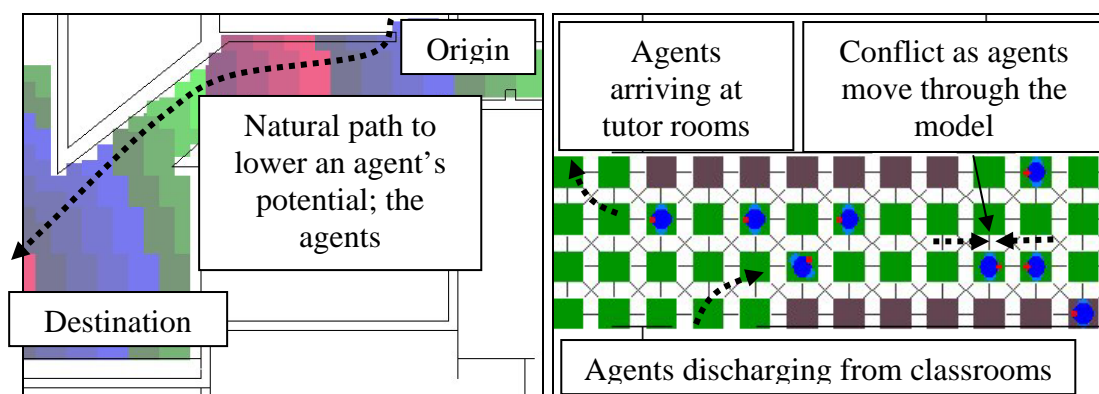 Origin
Natural path to
lower an agent's
potential; the
agents
Destination
Agents
arriving at
tutor rooms
Conflict as agents
move through the
model
Agents discharging from classrooms